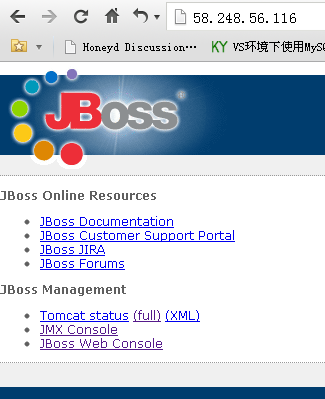 58.248.56.116
Honeyd Discussion…
KY VS环境下使用MySQ
JBoss
JBoss Online Resources
JBoss Documentation
JBoss Customer Support Portal
JBoss JIRA
JBoss Forums
JBoss Management
Tomcat status (full) (XML)
JMX Console
JBoss Web Console